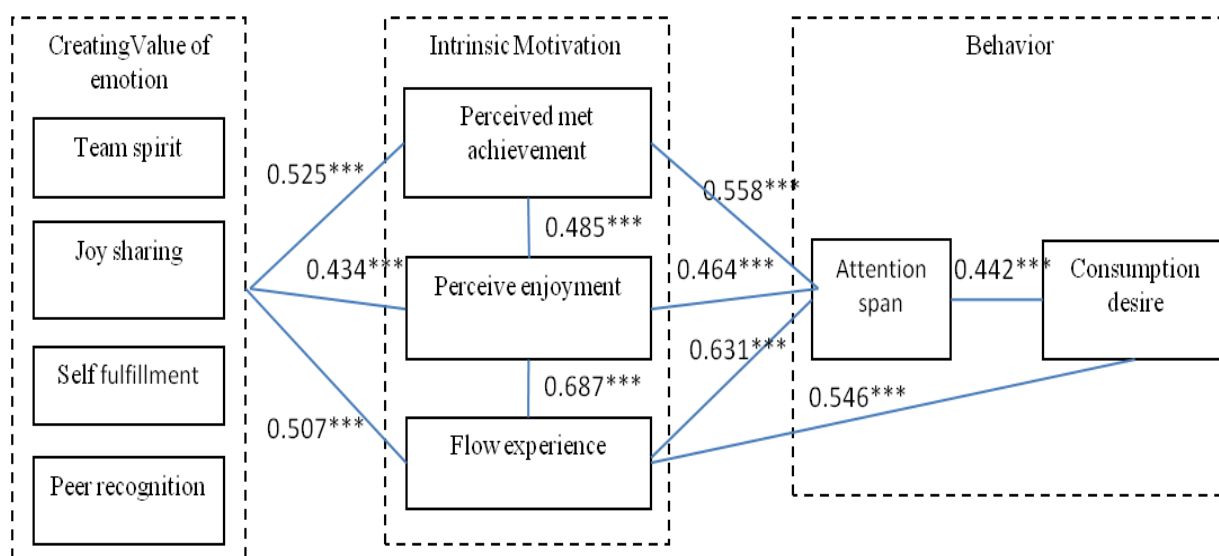 CreatingValue of
emotion
Team spirit
Joy sharing
Self fulfillment
Peer recognition
0.525***
0.434***
0.507***
Intrinsic Motivation
Perceived met
achievement
0.485***
Perceive enjoyment
0.687***
Flow experience
0.558***
0.464***
0.631***
0.546***
Behavior
Attention
span
0.442***
Consumption
desire